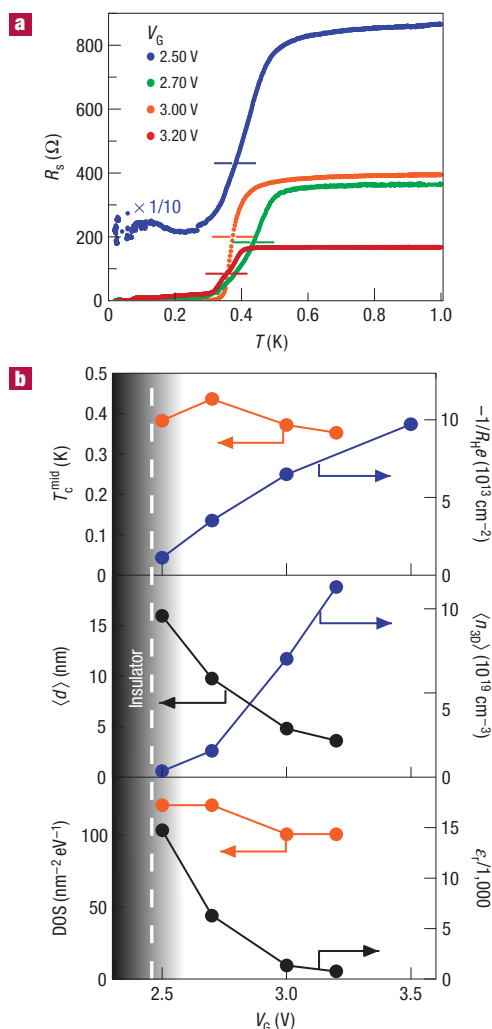 a
V_G
2.50 V
2.70 V
3.00 V
3.20 V
× 1/10
R_s (Ω)
800
600
400
200
0
0 0.2 0.4 0.6 0.8 1.0
T (K)
b
T_c^mid (K)
0.5
0.4
0.3
0.2
0.1
0
–1/R_H e (10^13 cm^−2)
10
5
0
⟨d⟩ (nm)
15
10
5
0
Insulator
⟨n_3D⟩ (10^19 cm^−3)
10
5
0
DOS (nm^−2 eV^−1)
100
50
0
ε_r/1,000
15
10
5
0
2.5 3.0 3.5
V_G (V)